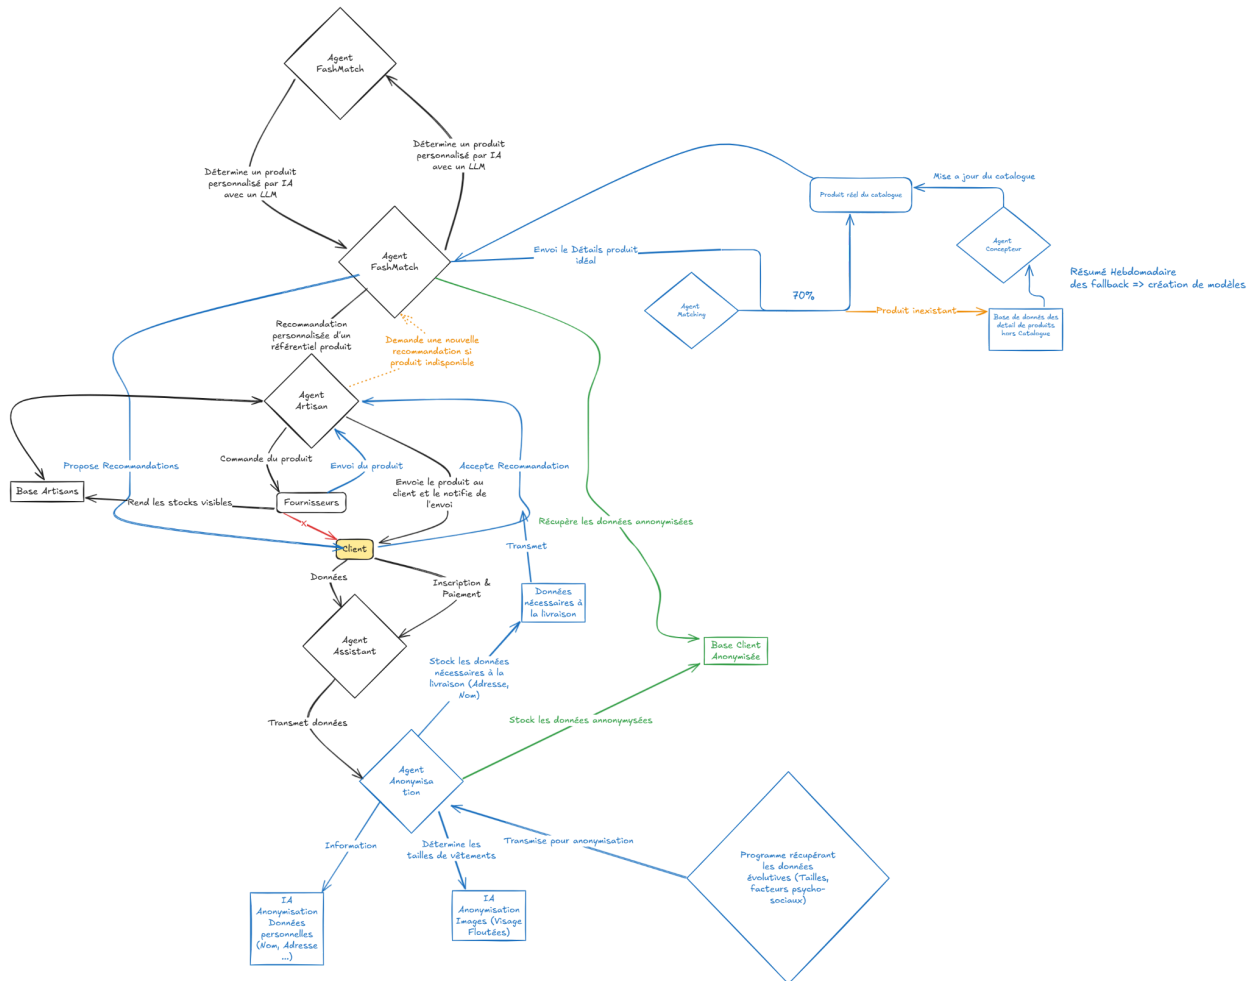 Agent
FashMatch
Détermine un produit
personnalisé par IA
avec un LLM
Détermine un produit
personnalisé par IA
avec un LLM
Agent
FashMatch
Envoi le Détails produit
idéal
Produit réel du catalogue
Mise a jour du catalogue
Agent
Concepteur
Résumé Hebdomadaire
des fallback => création de modèles
Agent
Matching
70%
Produit inexistant
Base de donnés des
detail de produits
hors Catalogue
Recommandation
personnalisée d'un
référentiel produit
Demande une nouvelle
recommandation si
produit indisponible
Agent
Artisan
Commande du produit
Envoi du produit
Propose Recommandations
Accepte Recommandation
Envoie le produit au
client et le notifie de
l'envoi
Base Artisans
Rend les stocks visibles
Fournisseurs
x
Client
Récupère les données annonymisées
Transmet
Données
Inscription &
Paiement
Données
nécessaires à
la livraison
Agent
Assistant
Base Client
Anonymisée
Stock les données
nécessaires à la
livraison (Adresse,
Nom)
Transmet données
Stock les données annonymysées
Agent
Anonymisa
tion
Information
Détermine les
tailles de vêtements
Transmise pour anonymisation
Programme récupérant
les données
évolutives (Tailles,
facteurs psycho-
sociaux)
IA
Anonymisation
Données
personnelles
(Nom, Adresse
...)
IA
Anonymisation
Images (Visage
Floutées)